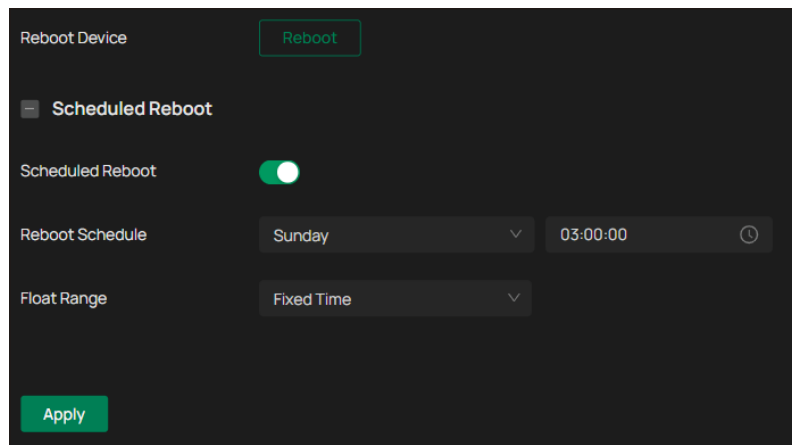 Reboot Device
Reboot
Scheduled Reboot
Scheduled Reboot
Reboot Schedule
Sunday
03:00:00
Float Range
Fixed Time
Apply